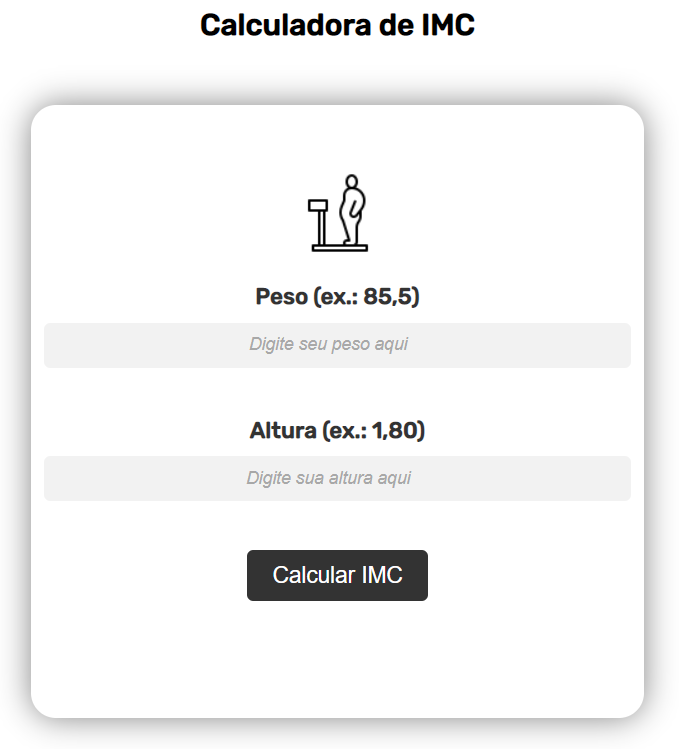 Calculadora de IMC
Peso (ex.: 85,5)
Digite seu peso aqui
Altura (ex.: 1,80)
Digite sua altura aqui
Calcular IMC